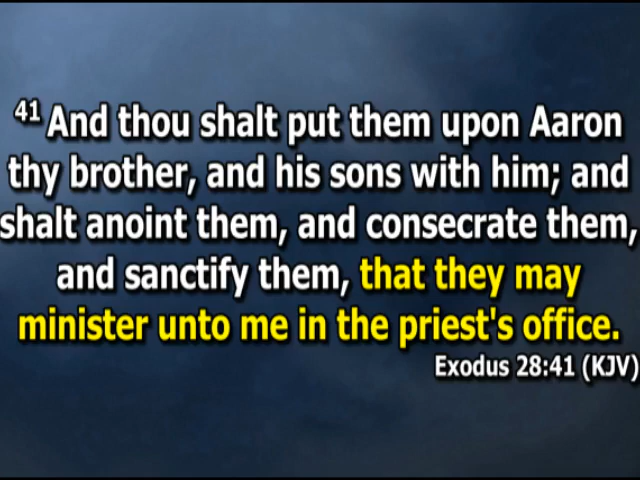 41 And thou shalt put them upon Aaron
thy brother, and his sons with him; and
shalt anoint them, and consecrate them,
and sanctify them, that they may
minister unto me in the priest's office.
Exodus 28:41 (KJV)